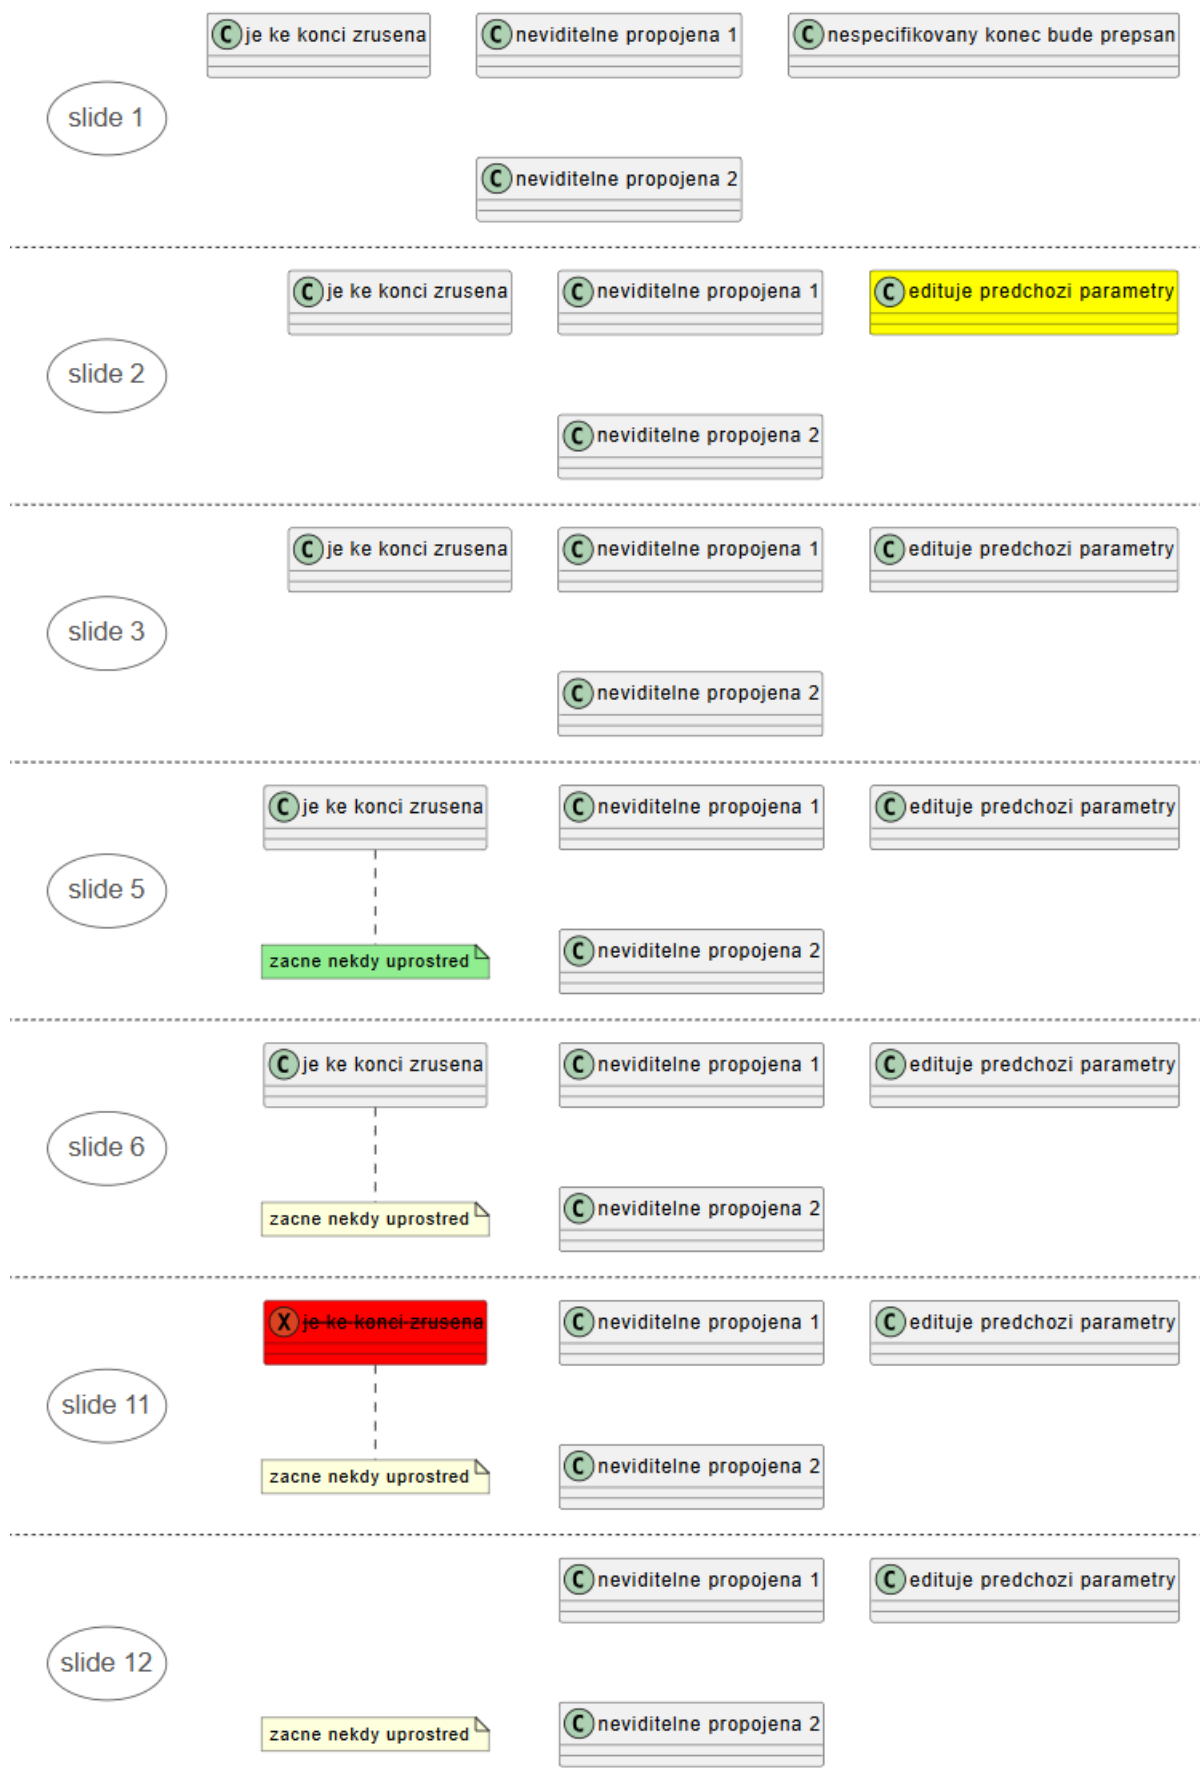 C je ke konci zrusena
C neviditelne propojena 1
C nespecifikovany konec bude prepsan
slide 1
C neviditelne propojena 2
C je ke konci zrusena
C neviditelne propojena 1
C edituje predchozi parametry
slide 2
C neviditelne propojena 2
C je ke konci zrusena
C neviditelne propojena 1
C edituje predchozi parametry
slide 3
C neviditelne propojena 2
C je ke konci zrusena
C neviditelne propojena 1
C edituje predchozi parametry
slide 5
zacne nekdy uprostred
C neviditelne propojena 2
C je ke konci zrusena
C neviditelne propojena 1
C edituje predchozi parametry
slide 6
zacne nekdy uprostred
C neviditelne propojena 2
X je ke konci zrusena
C neviditelne propojena 1
C edituje predchozi parametry
slide 11
zacne nekdy uprostred
C neviditelne propojena 2
C neviditelne propojena 1
C edituje predchozi parametry
slide 12
zacne nekdy uprostred
C neviditelne propojena 2